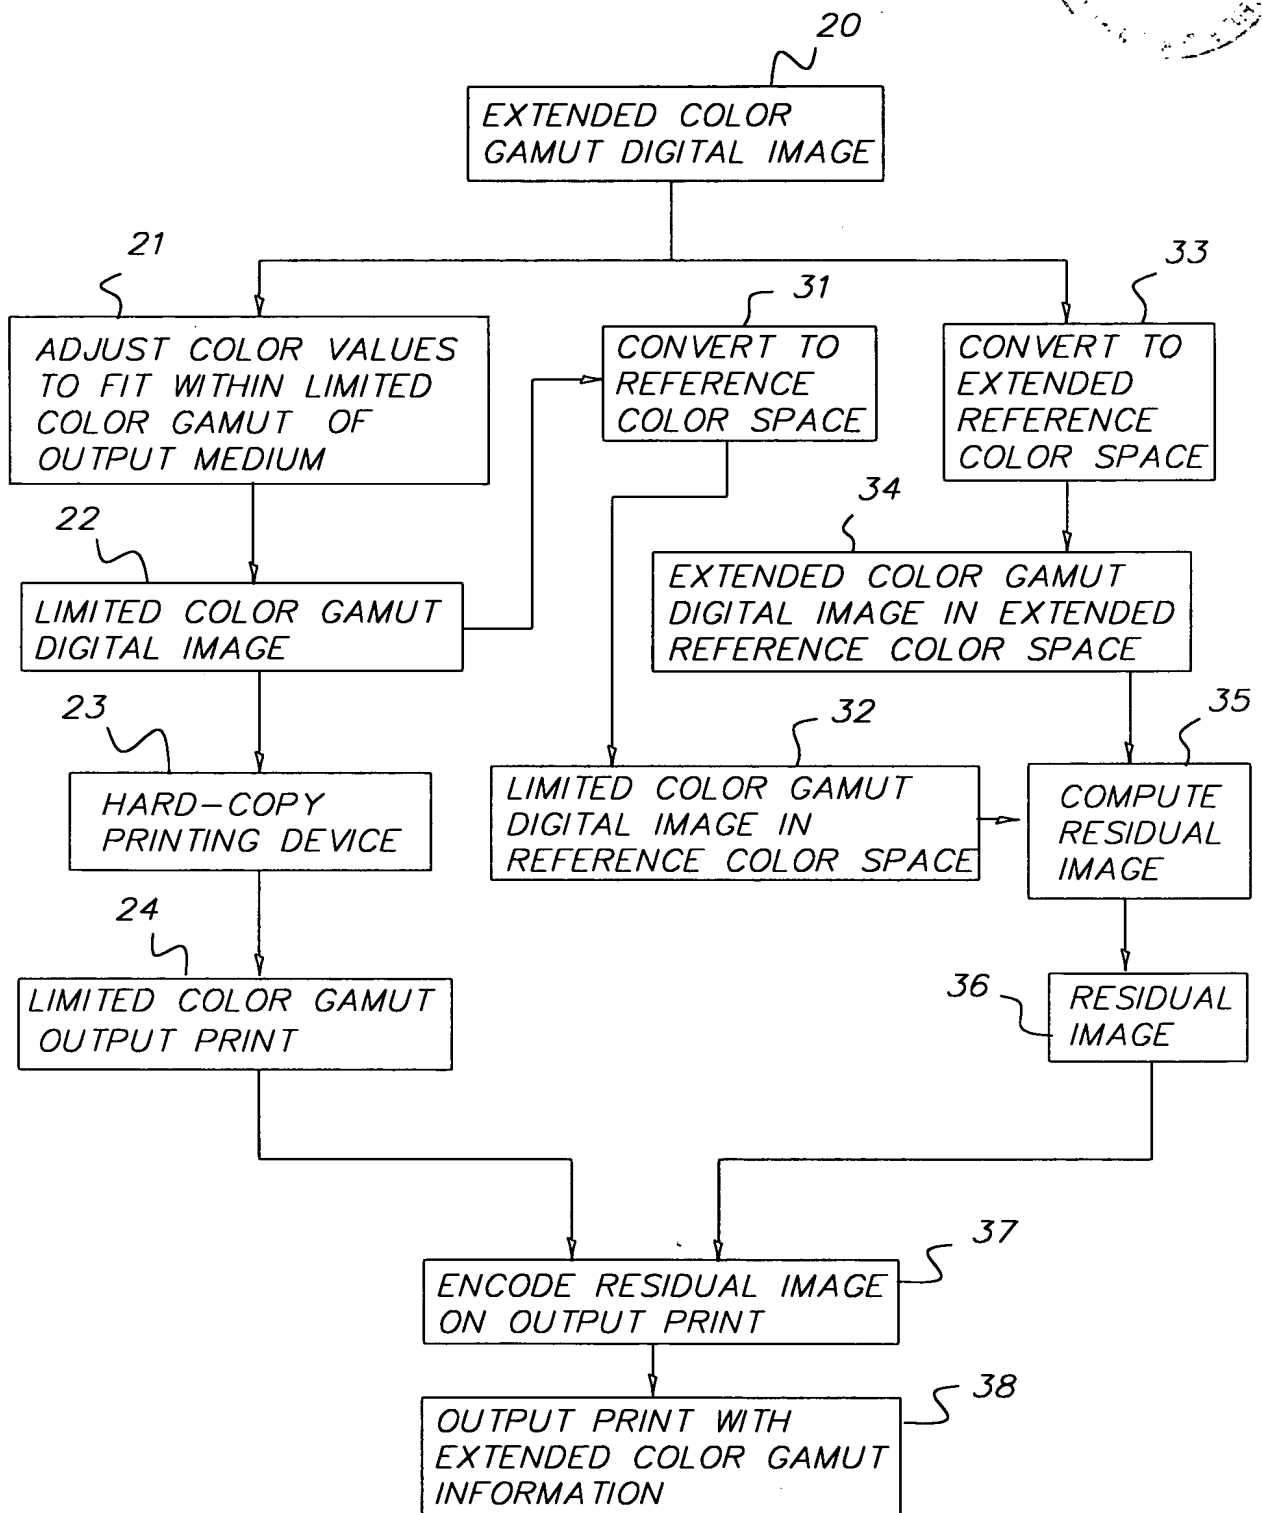 20
EXTENDED COLOR
GAMUT DIGITAL IMAGE
21
ADJUST COLOR VALUES
TO FIT WITHIN LIMITED
COLOR GAMUT OF
OUTPUT MEDIUM
31
CONVERT TO
REFERENCE
COLOR SPACE
33
CONVERT TO
EXTENDED
REFERENCE
COLOR SPACE
22
LIMITED COLOR GAMUT
DIGITAL IMAGE
34
EXTENDED COLOR GAMUT
DIGITAL IMAGE IN EXTENDED
REFERENCE COLOR SPACE
23
HARD-COPY
PRINTING DEVICE
32
LIMITED COLOR GAMUT
DIGITAL IMAGE IN
REFERENCE COLOR SPACE
35
COMPUTE
RESIDUAL
IMAGE
24
LIMITED COLOR GAMUT
OUTPUT PRINT
36
RESIDUAL
IMAGE
37
ENCODE RESIDUAL IMAGE
ON OUTPUT PRINT
38
OUTPUT PRINT WITH
EXTENDED COLOR GAMUT
INFORMATION